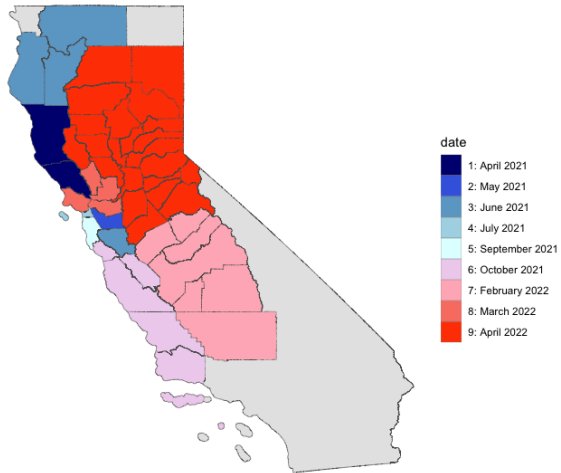 date
1: April 2021
2: May 2021
3: June 2021
4: July 2021
5: September 2021
6: October 2021
7: February 2022
8: March 2022
9: April 2022